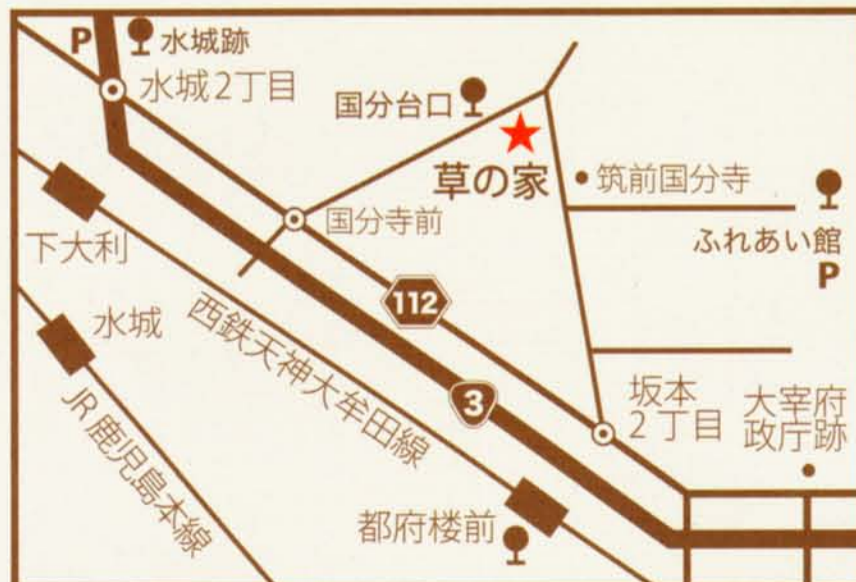 P
水城跡
水城2丁目
国分台口
草の家
筑前国分寺
ふれあい館
P
国分寺前
下大利
112
水城
西鉄天神大牟田線
3
JR鹿児島本線
坂本
2丁目
大宰府
政庁跡
都府楼前